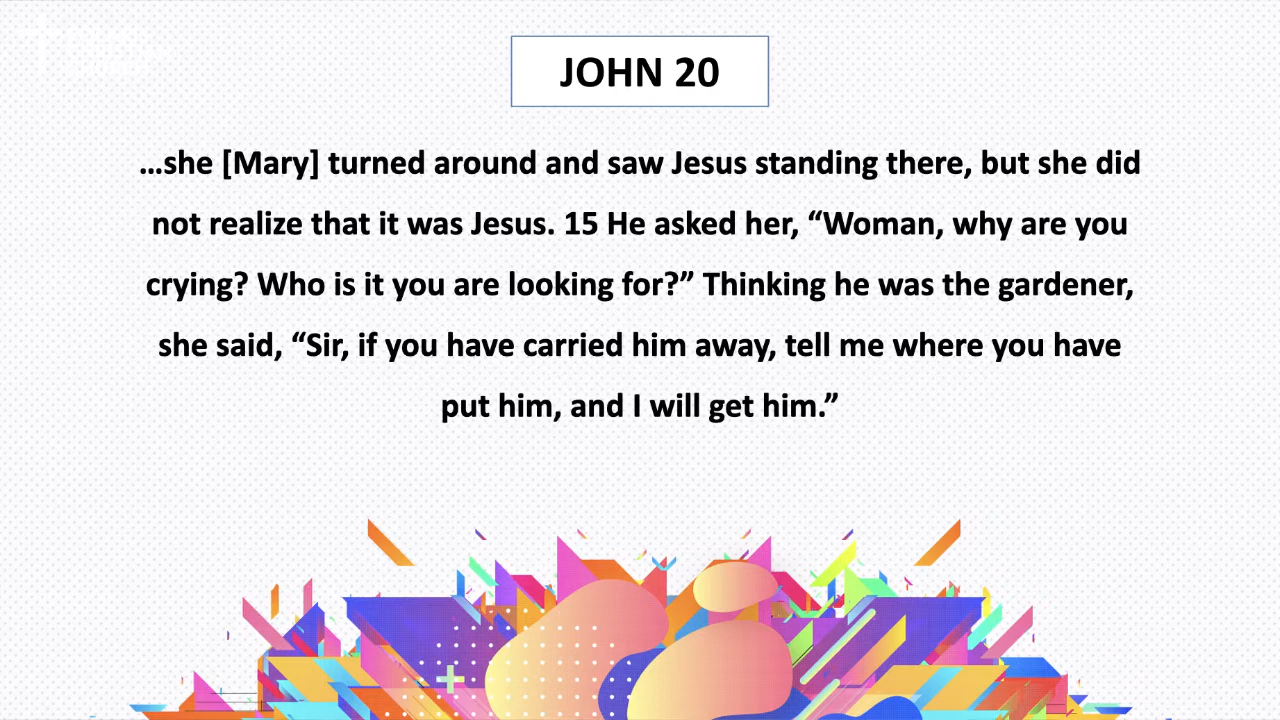 JOHN 20
…she [Mary] turned around and saw Jesus standing there, but she did
not realize that it was Jesus. 15 He asked her, “Woman, why are you
crying? Who is it you are looking for?” Thinking he was the gardener,
she said, “Sir, if you have carried him away, tell me where you have
put him, and I will get him.”